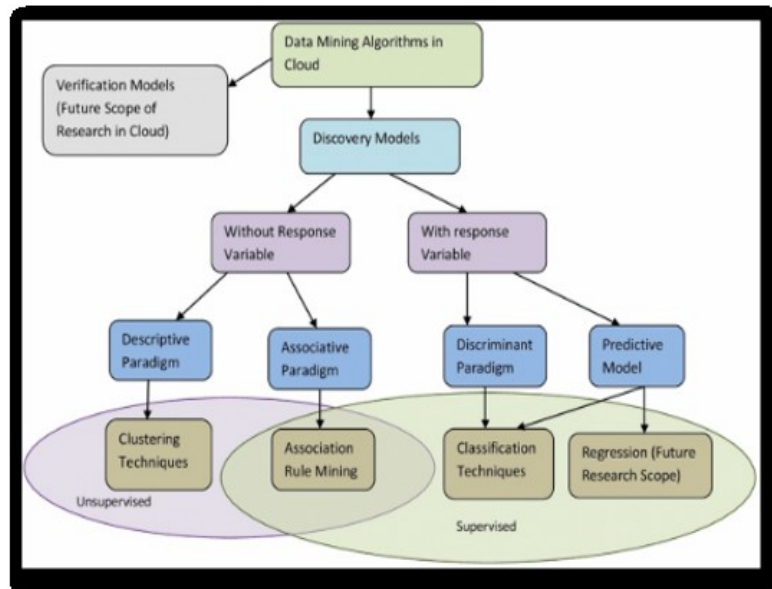 Data Mining Algorithms in
Cloud
Verification Models
(Future Scope of
Research in Cloud)
Discovery Models
Without Response
Variable
With response
Variable
Descriptive
Paradigm
Associative
Paradigm
Discriminant
Paradigm
Predictive
Model
Clustering
Techniques
Association
Rule Mining
Classification
Techniques
Regression (Future
Research Scope)
Unsupervised
Supervised